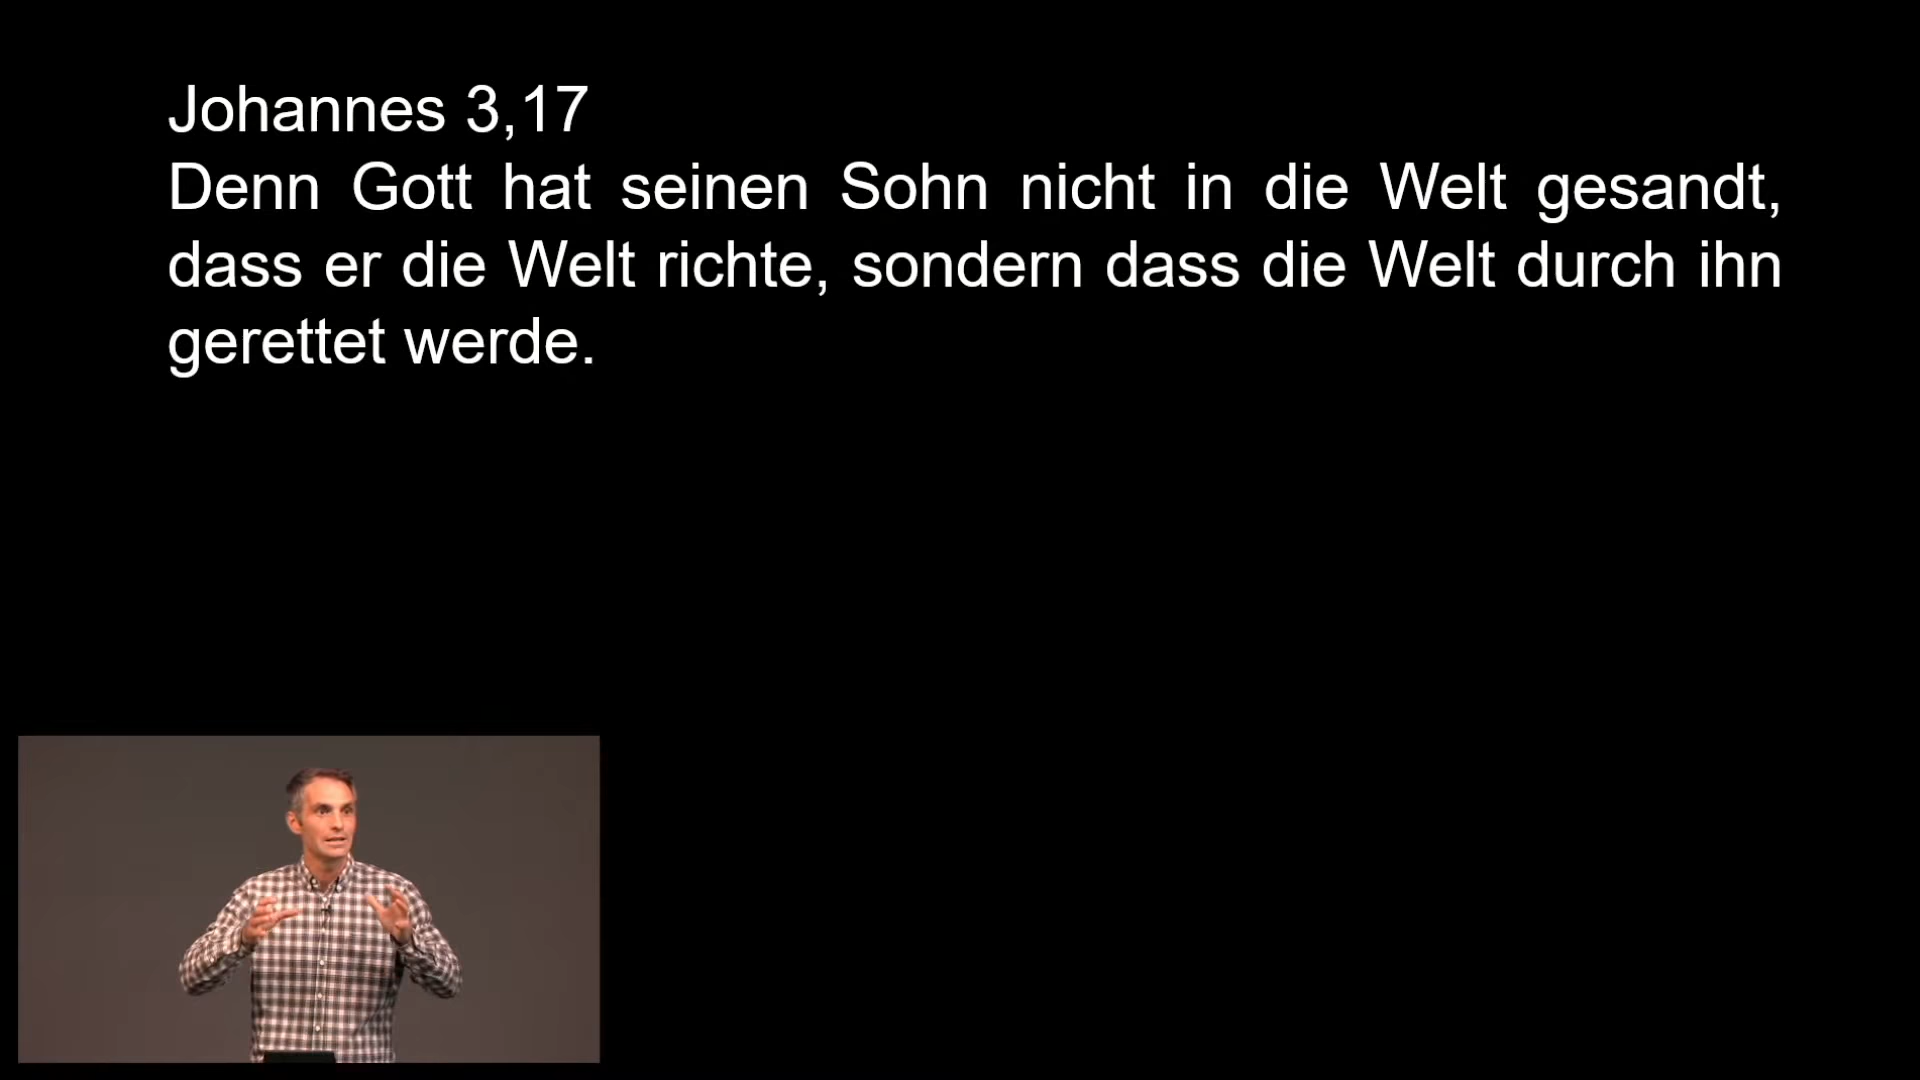 Johannes 3,17
Denn Gott hat seinen Sohn nicht in die Welt gesandt,
dass er die Welt richte, sondern dass die Welt durch ihn
gerettet werde.